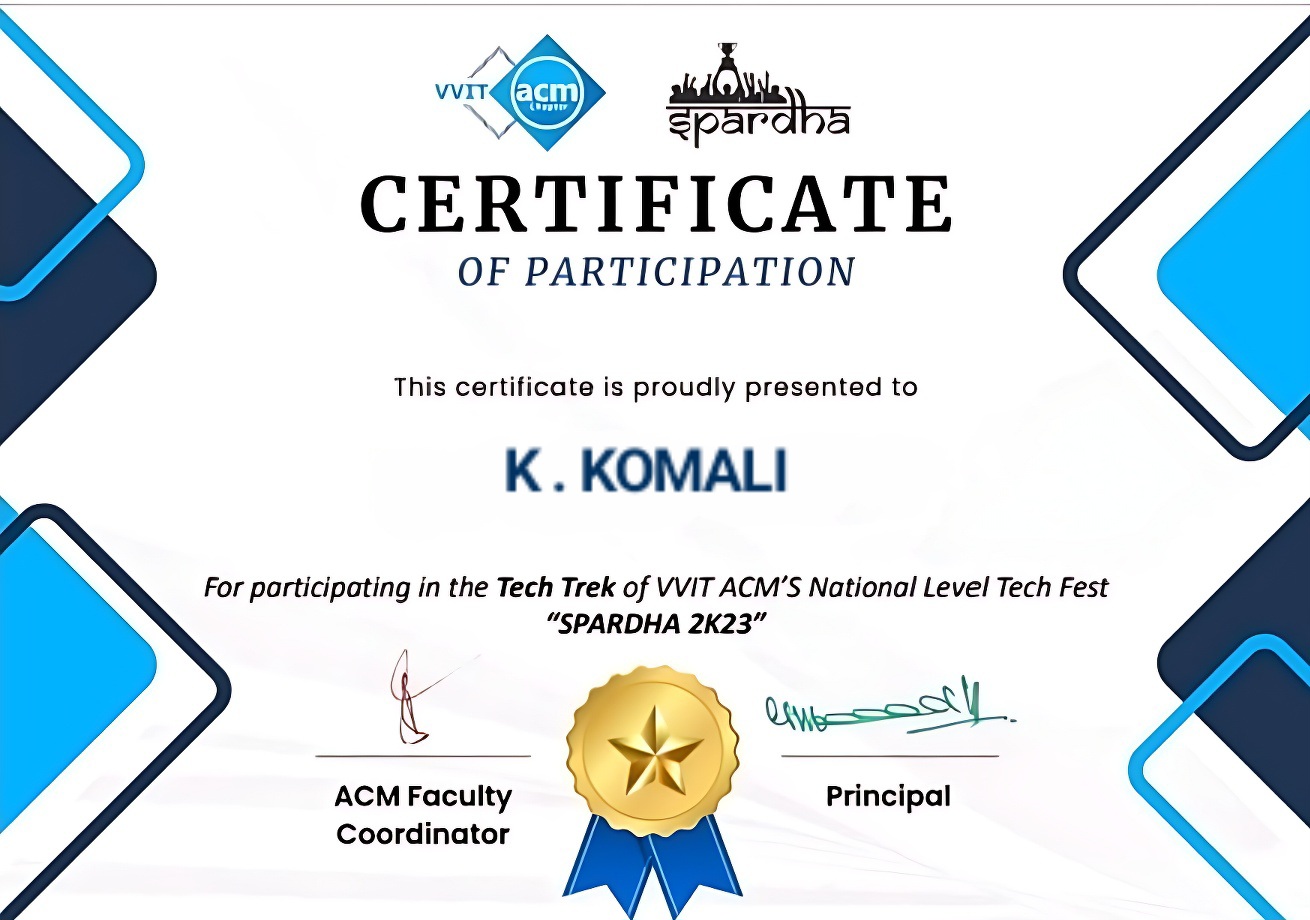 VVIT acm
Chapter
spardha
CERTIFICATE
OF PARTICIPATION
This certificate is proudly presented to
K . KOMALI
For participating in the Tech Trek of VVIT ACM'S National Level Tech Fest
“SPARDHA 2K23”
ACM Faculty
Coordinator
Principal